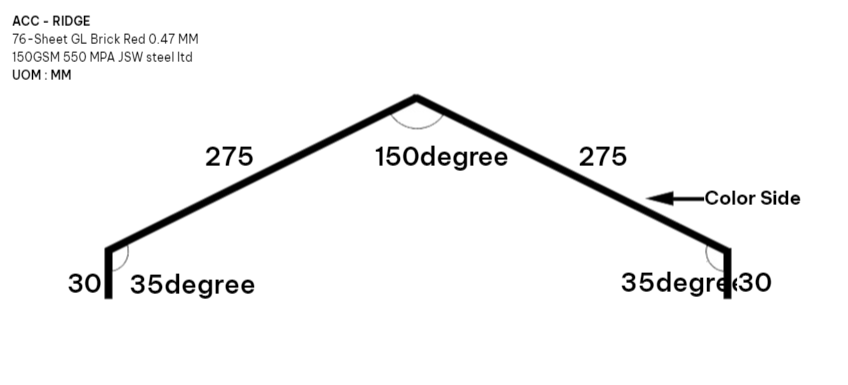 ACC - RIDGE
76-Sheet GL Brick Red 0.47 MM
150GSM 550 MPA JSW steel ltd
UOM : MM
275
150degree
275
Color Side
30
35degree
35degree
30